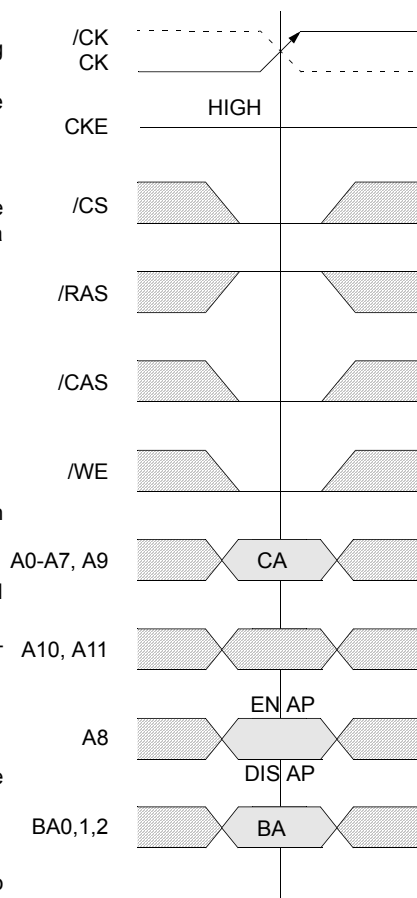 /CK
CK
HIGH
CKE
/CS
/RAS
/CAS
/WE
A0-A7, A9
CA
A10, A11
EN AP
A8
DIS AP
BA0,1,2
BA